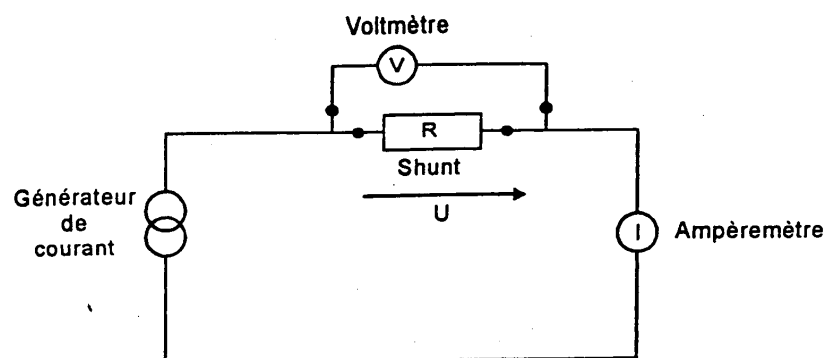 Voltmètre
V
R
Shunt
U
Générateur
de
courant
I
Ampèremètre